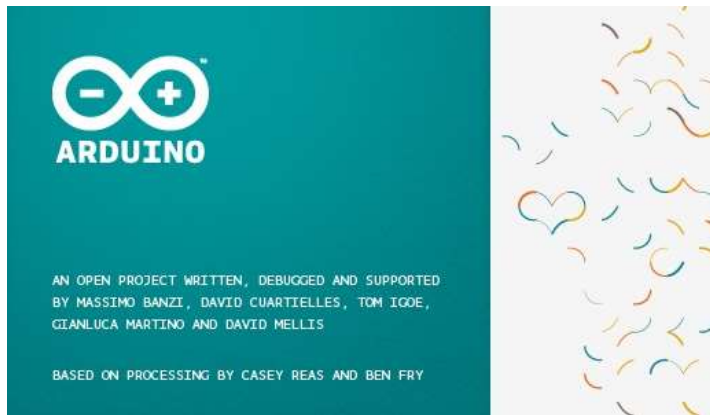 ARDUINO
AN OPEN PROJECT WRITTEN, DEBUGGED AND SUPPORTED
BY MASSIMO BANZI, DAVID CUARTIELLES, TOM IGOE,
GIANLUCA MARTINO AND DAVID MELLIS
BASED ON PROCESSING BY CASEY REAS AND BEN FRY